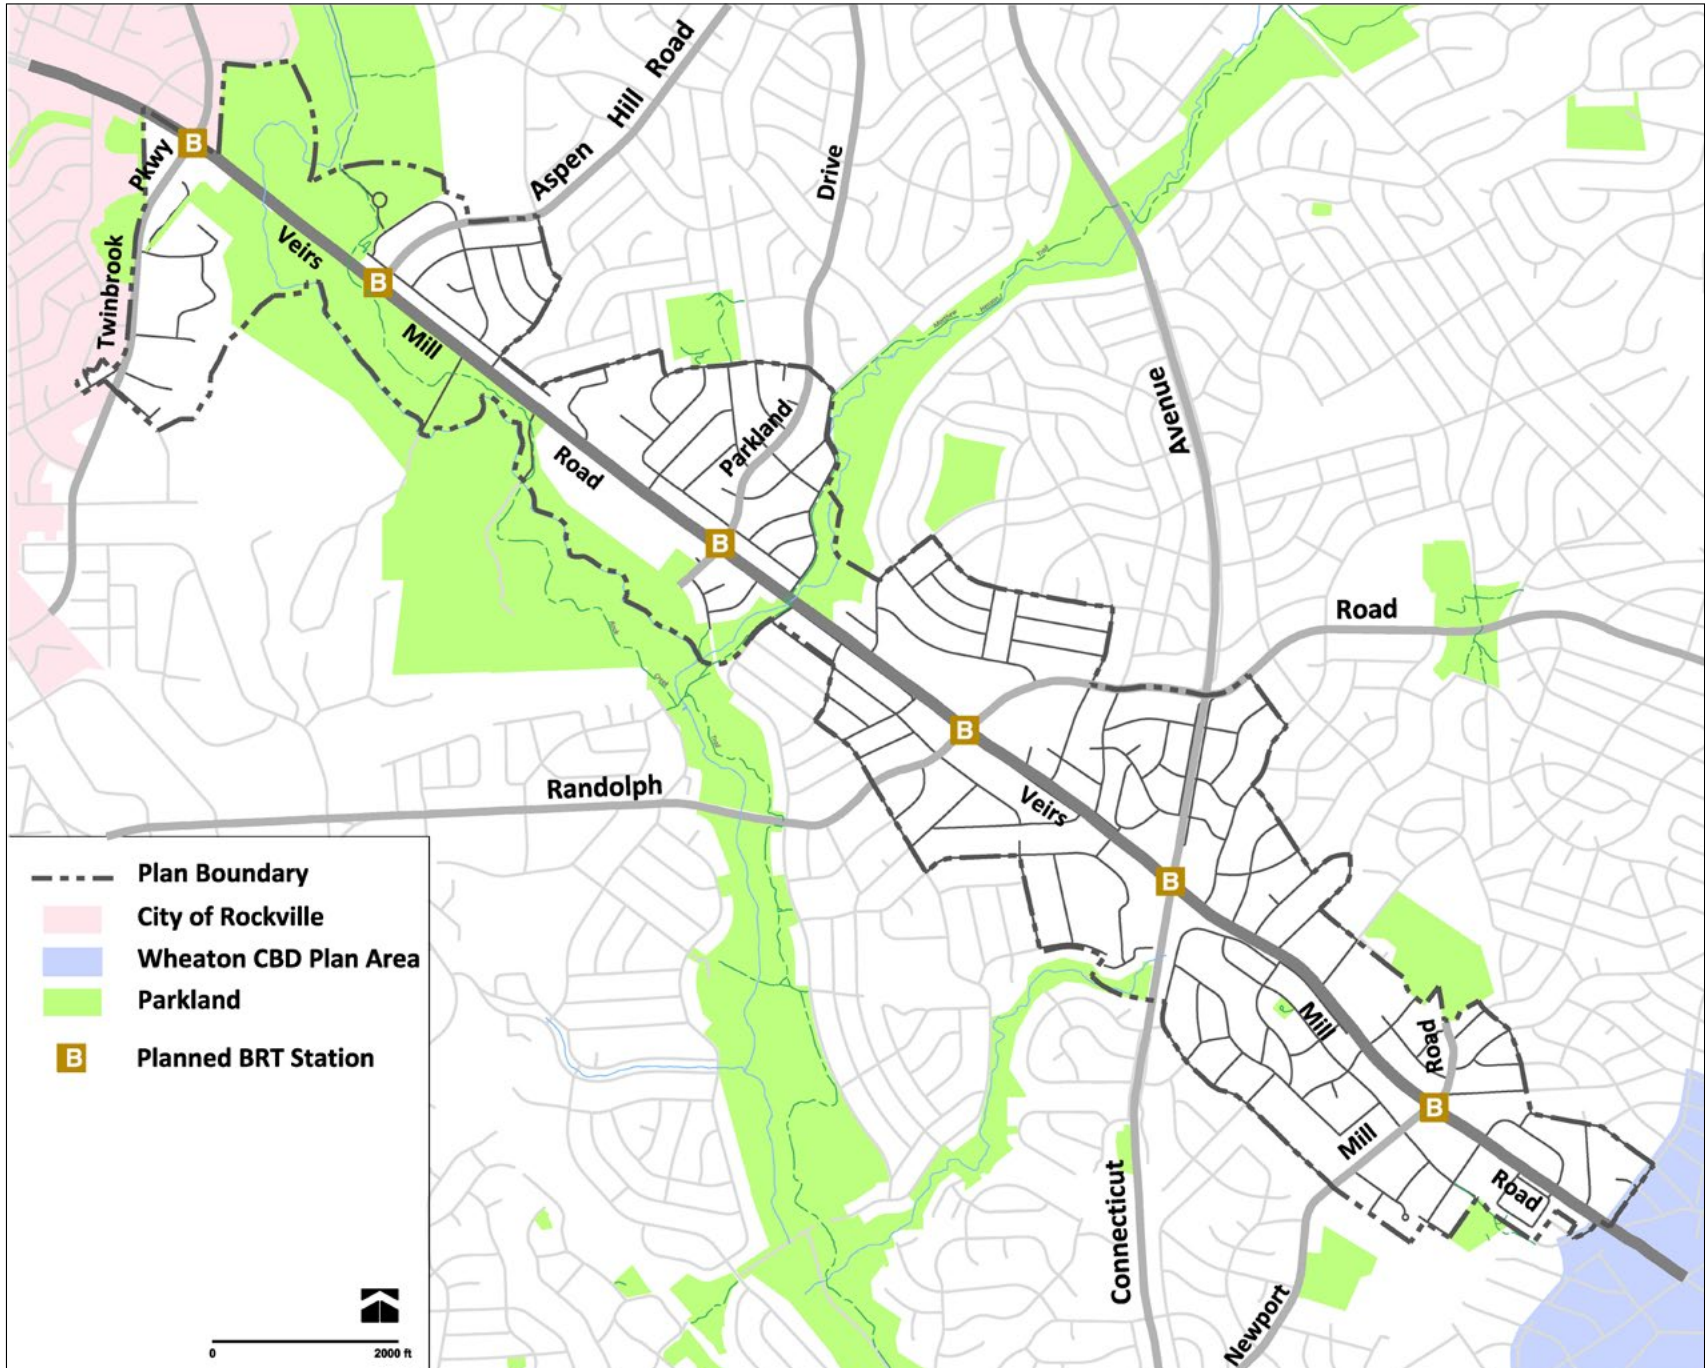 Aspen
Hill
Road
Drive
Pkwy
B
Twinbrook
Veirs
B
Mill
Road
Parkland
B
Avenue
Road
Randolph
B
Veirs
B
Mill
Road
B
Mill
Road
Connecticut
Newport
Plan Boundary
City of Rockville
Wheaton CBD Plan Area
Parkland
B Planned BRT Station
0 2000 ft